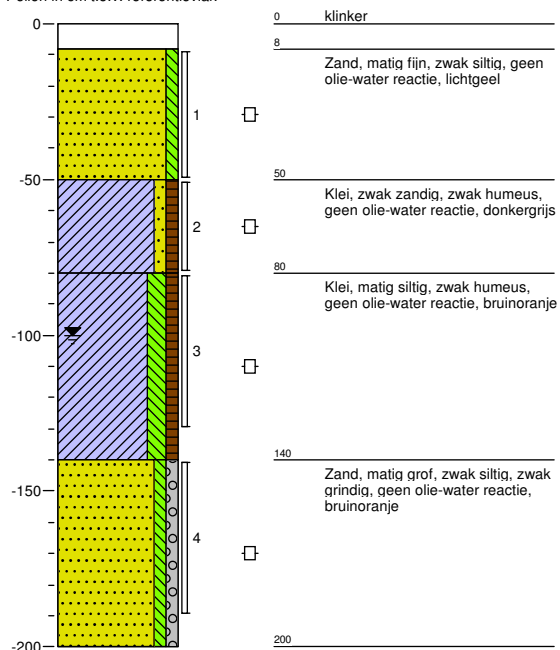 0
-50
-100
-150
-200
1
2
3
4
0
klinker
8
Zand, matig fijn, zwak siltig, geen
olie-water reactie, lichtgeel
50
Klei, zwak zandig, zwak humeus,
geen olie-water reactie, donkergrijs
80
Klei, matig siltig, zwak humeus,
geen olie-water reactie, bruinoranje
140
Zand, matig grof, zwak siltig, zwak
grindig, geen olie-water reactie,
bruinoranje
200